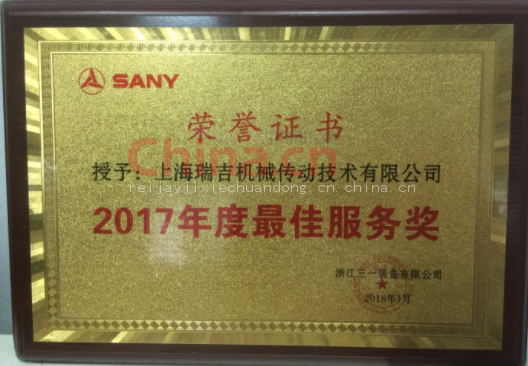 SANY
荣誉证书
China.cn
授予：上海瑞吉机械传动技术有限公司
reijayjixiechuandong.cn.china.cn
2017年度最佳服务奖
浙江三一装备有限公司
2018年1月